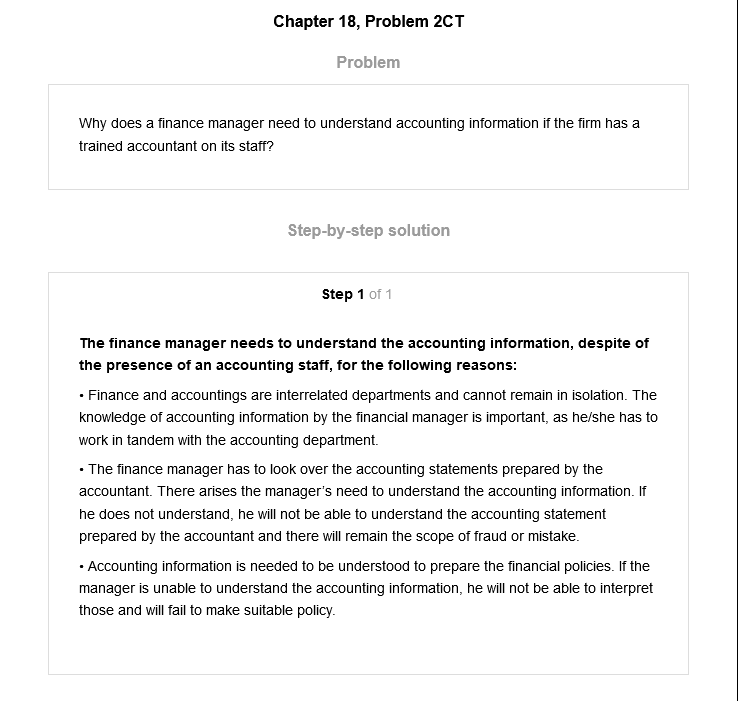 Chapter 18, Problem 2CT
Problem
Why does a finance manager need to understand accounting information if the firm has a
trained accountant on its staff?
Step-by-step solution
Step 1 of 1
The finance manager needs to understand the accounting information, despite of
the presence of an accounting staff, for the following reasons:
• Finance and accountings are interrelated departments and cannot remain in isolation. The
knowledge of accounting information by the financial manager is important, as he/she has to
work in tandem with the accounting department.
• The finance manager has to look over the accounting statements prepared by the
accountant. There arises the manager's need to understand the accounting information. If
he does not understand, he will not be able to understand the accounting statement
prepared by the accountant and there will remain the scope of fraud or mistake.
• Accounting information is needed to be understood to prepare the financial policies. If the
manager is unable to understand the accounting information, he will not be able to interpret
those and will fail to make suitable policy.